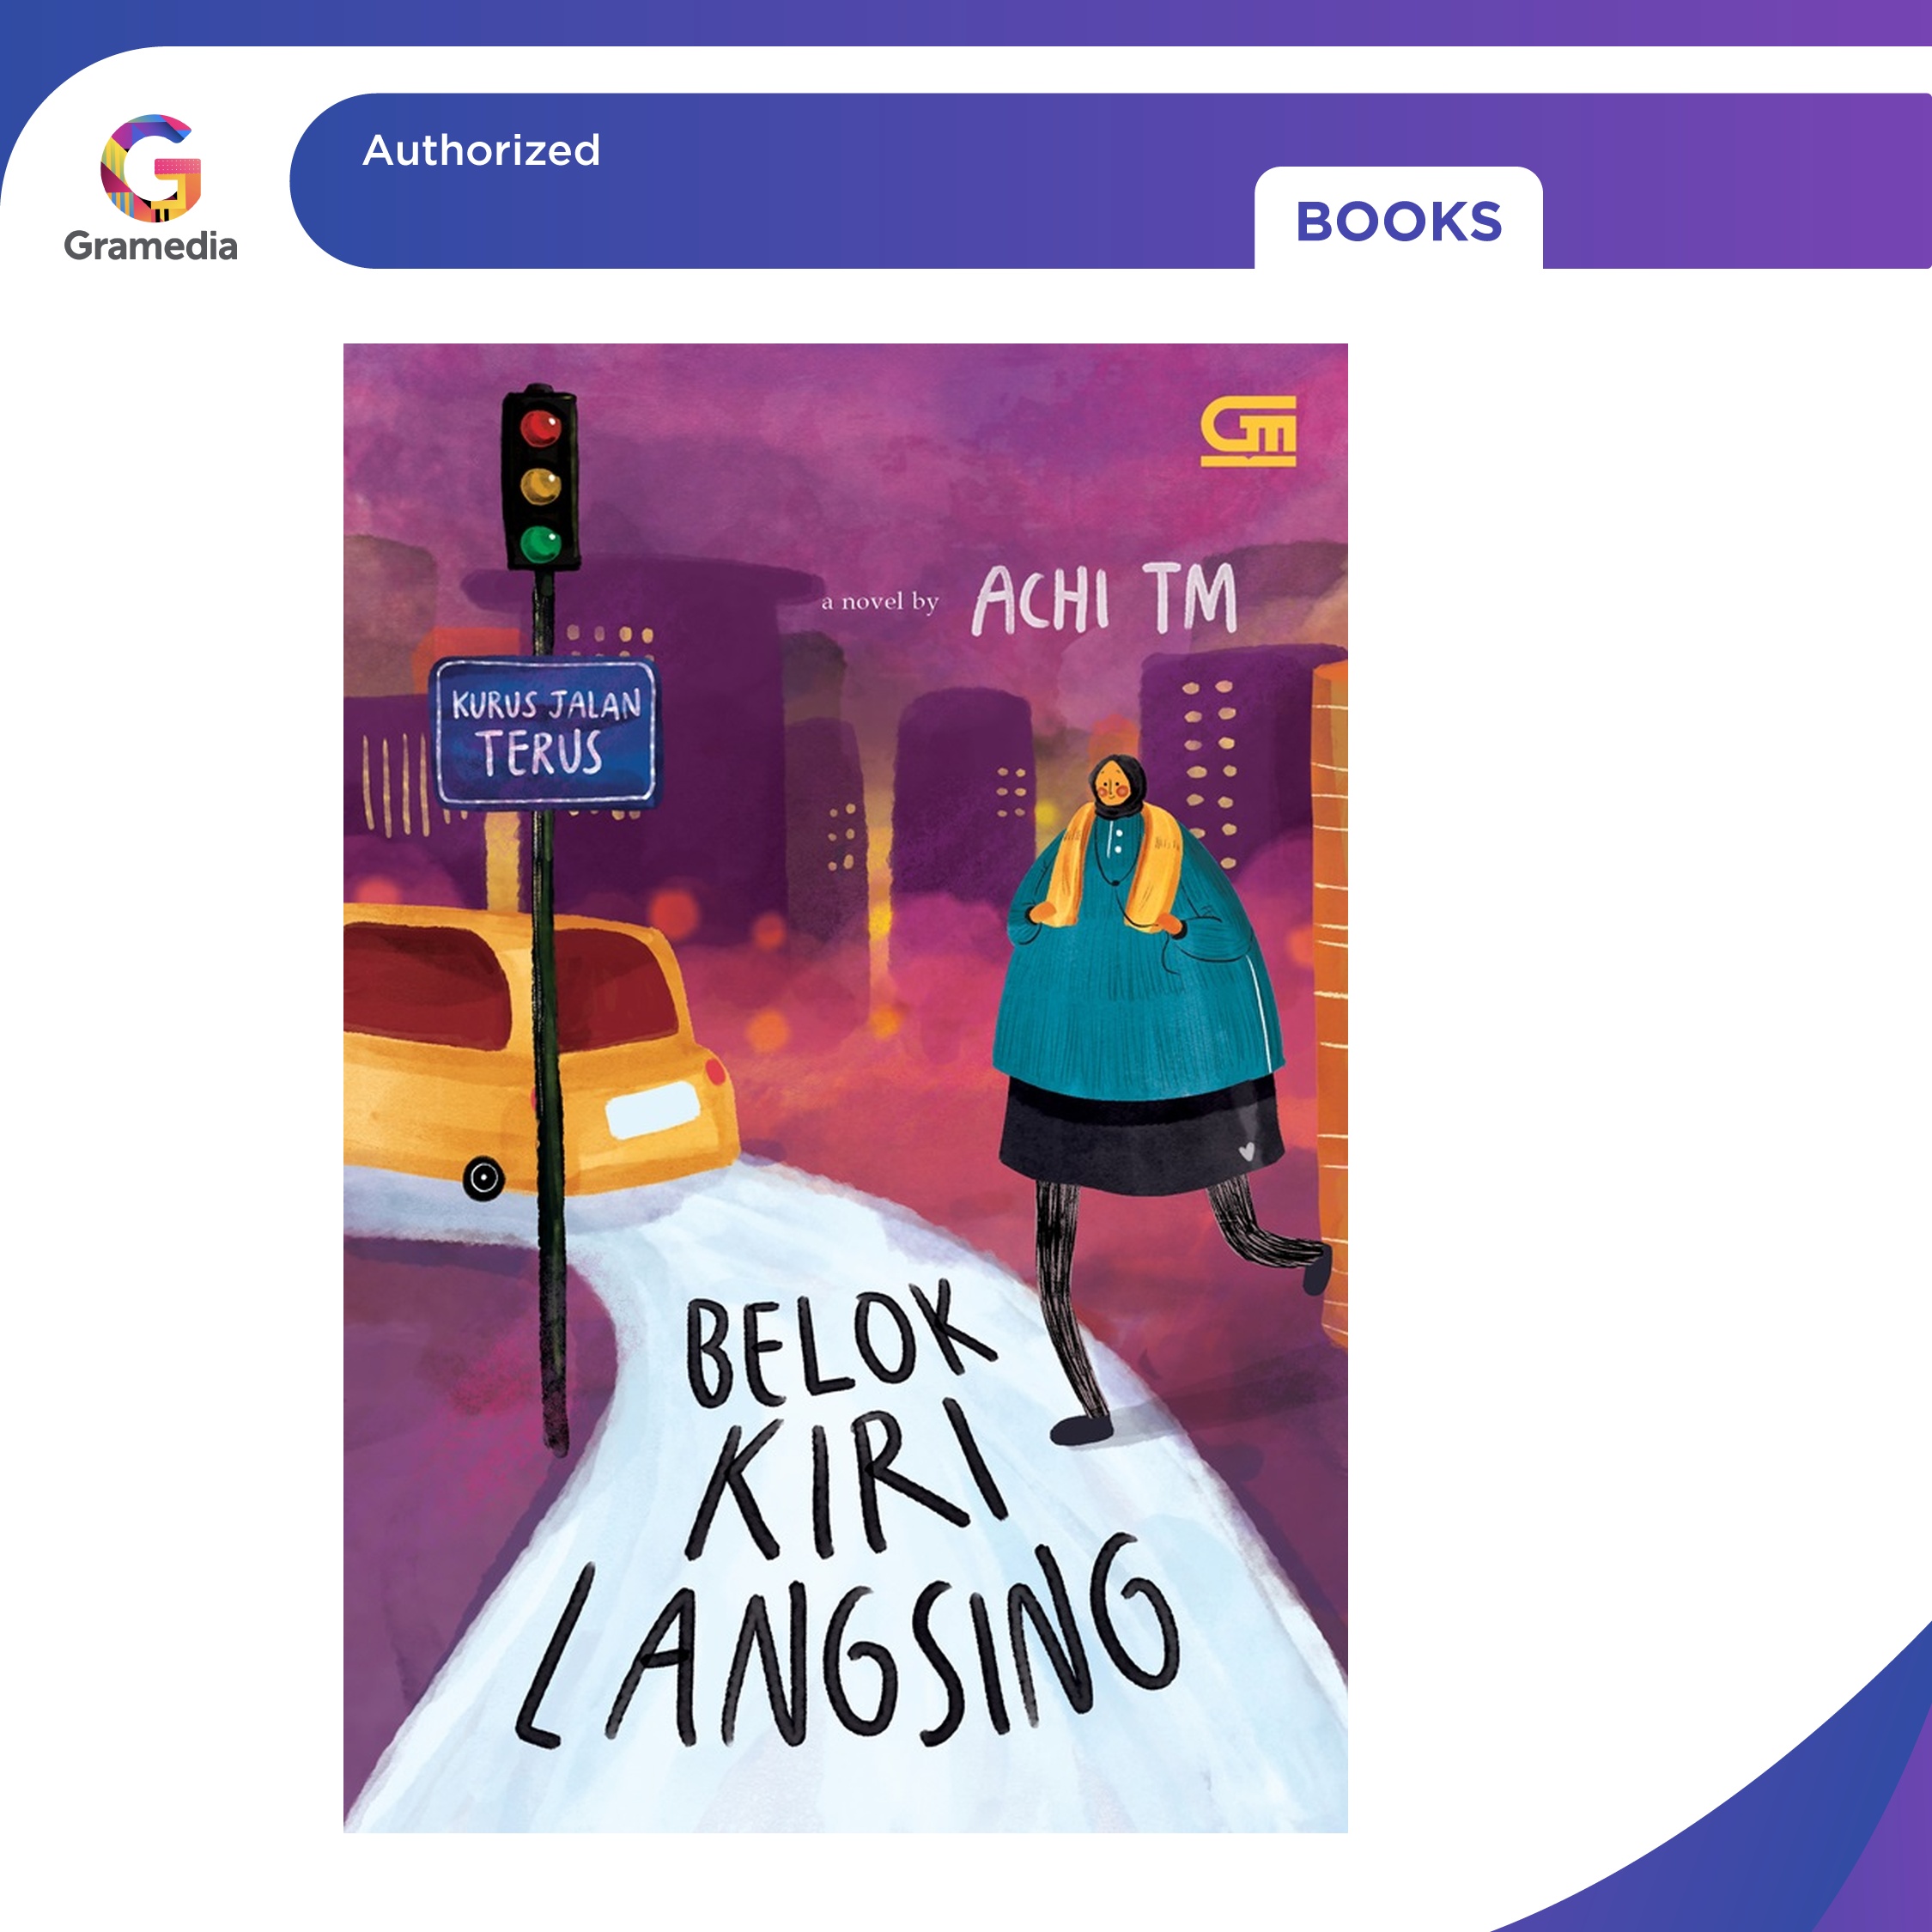 Gramedia
Authorized
BOOKS
GM
a novel by ACHI TM
KURUS JALAN
TERUS
BELOK
KIRI
LANGSING